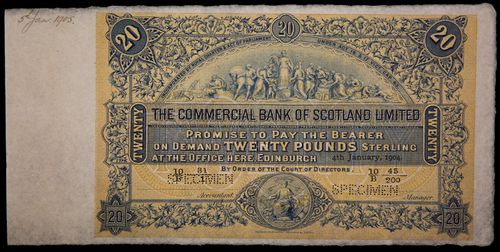 5th Jan. 1905.
20
20
20
TWENTY
THE COMMERCIAL BANK OF SCOTLAND LIMITED
TWENTY
PROMISE TO PAY THE BEARER
ON DEMAND TWENTY POUNDS STERLING
AT THE OFFICE HERE, EDINBURGH 4th January, 1904.
BY ORDER OF THE COURT OF DIRECTORS
10 31
10 45
B 200
SPECIMEN
SPECIMEN
Accountant
Manager
20
20